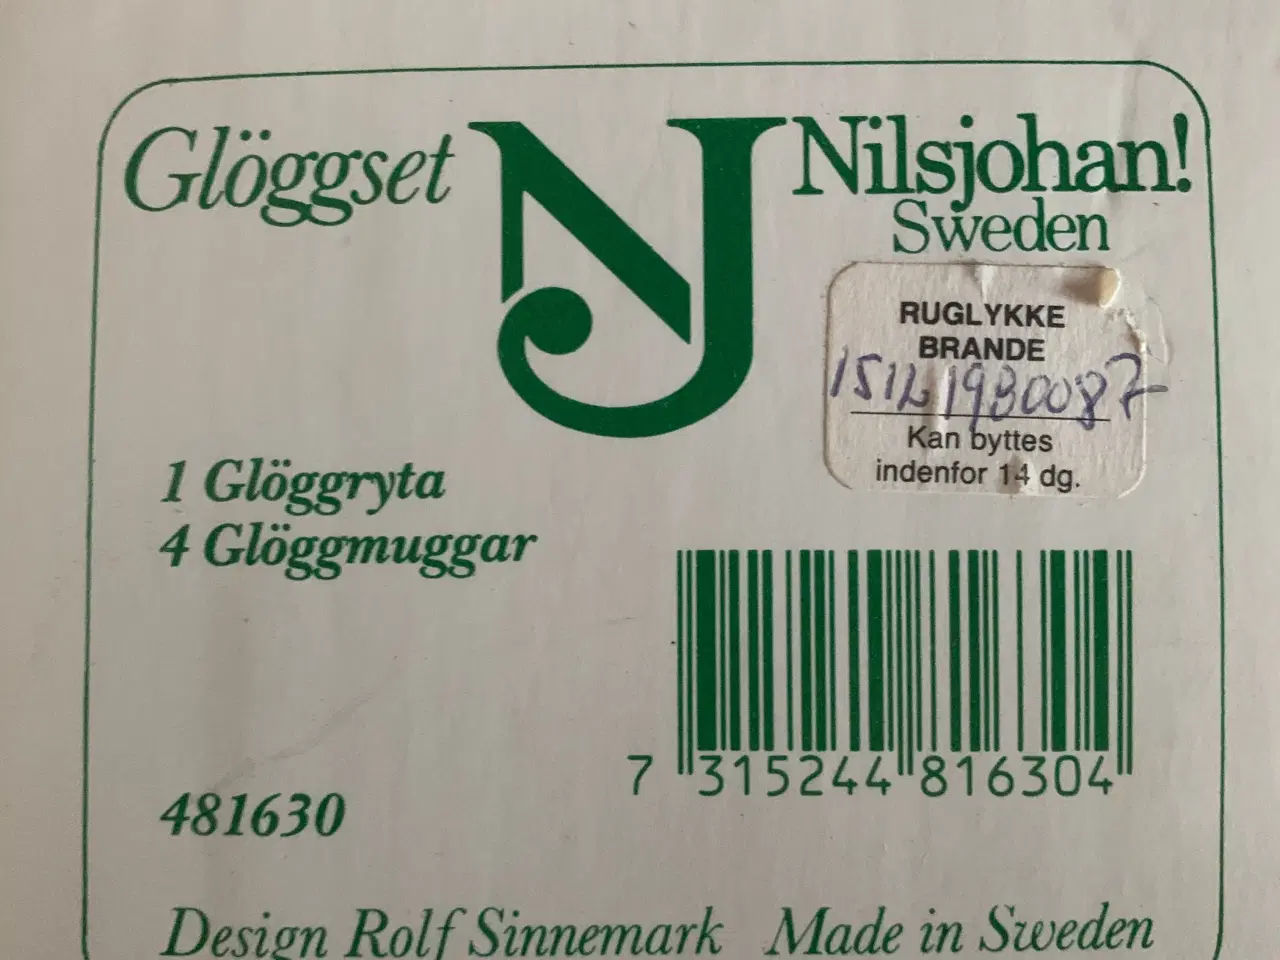 Glöggset
NJ
Nilsjohan!
Sweden
RUGLYKKE
BRANDE
Kan byttes
indenfor 14 dg.
1 Glöggryta
4 Glöggmuggar
7 315244 816304
481630
Design Rolf Sinnemark Made in Sweden